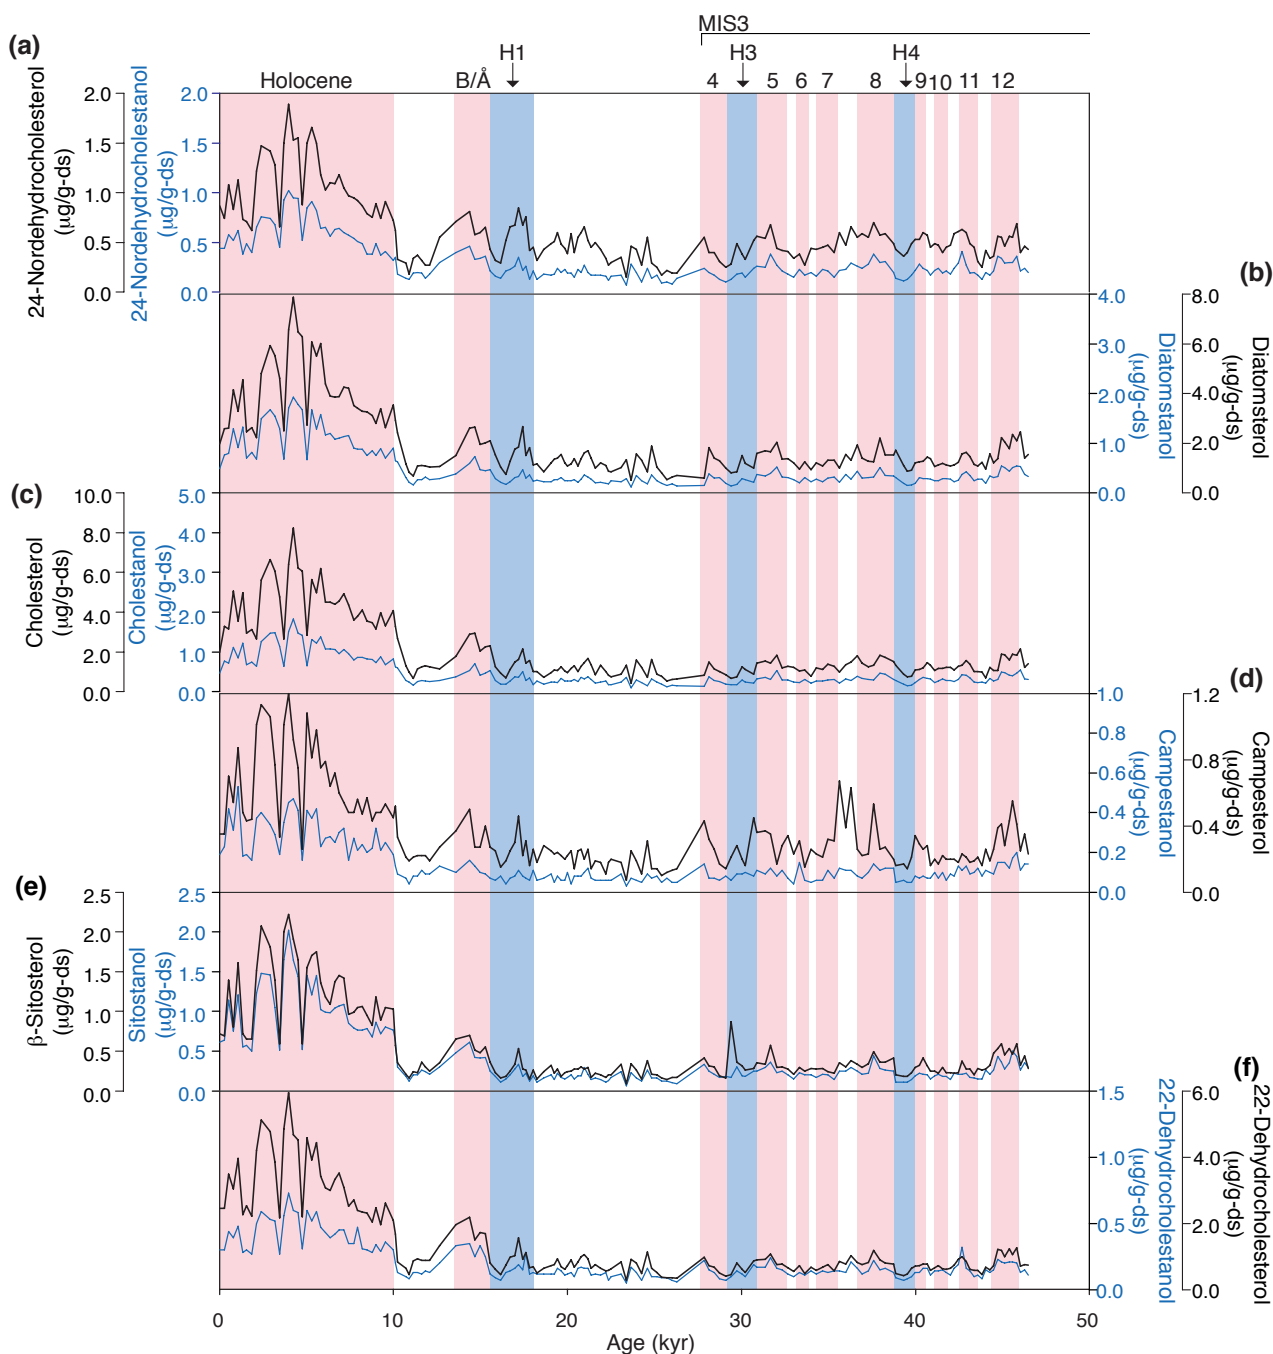 MIS3
(a)
H1
H3
H4
Holocene
B/Å
4
5
6
7
8
9
10
11
12
2.0
1.5
1.0
0.5
0.0
24-Nordehydrocholesterol
(µg/g-ds)
2.0
1.5
1.0
0.5
0.0
24-Nordehydrocholestanol
(µg/g-ds)
(b)
4.0
3.0
2.0
1.0
0.0
Diatomstanol
(µg/g-ds)
8.0
6.0
4.0
2.0
0.0
Diatomsterol
(µg/g-ds)
(c)
10.0
8.0
6.0
4.0
2.0
0.0
Cholesterol
(µg/g-ds)
5.0
4.0
3.0
2.0
1.0
0.0
Cholestanol
(µg/g-ds)
(d)
1.0
0.8
0.6
0.4
0.2
0.0
Campestanol
(µg/g-ds)
1.2
0.8
0.4
0.0
Campesterol
(µg/g-ds)
(e)
2.5
2.0
1.5
1.0
0.5
0.0
β-Sitosterol
(µg/g-ds)
2.5
2.0
1.5
1.0
0.5
0.0
Sitostanol
(µg/g-ds)
(f)
1.5
1.0
0.5
0.0
22-Dehydrocholestanol
(µg/g-ds)
6.0
4.0
2.0
0.0
22-Dehydrocholesterol
(µg/g-ds)
0
10
20
30
40
50
Age (kyr)